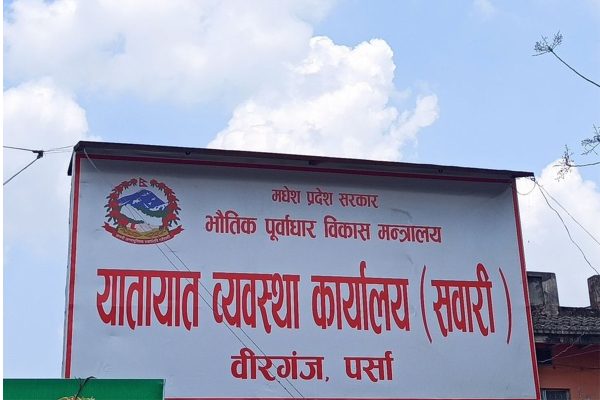 मधेश प्रदेश सरकार
भौतिक पूर्वाधार विकास मन्त्रालय
यातायात व्यवस्था कार्यालय (सवारी)
वीरगंज, पर्सा